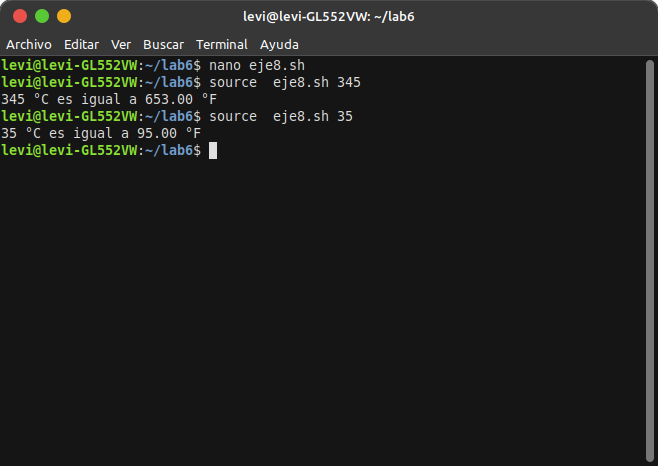 levi@levi-GL552VW: ~/lab6
Archivo Editar Ver Buscar Terminal Ayuda
levi@levi-GL552VW:~/lab6$ nano eje8.sh
levi@levi-GL552VW:~/lab6$ source  eje8.sh 345
345 °C es igual a 653.00 °F
levi@levi-GL552VW:~/lab6$ source  eje8.sh 35
35 °C es igual a 95.00 °F
levi@levi-GL552VW:~/lab6$